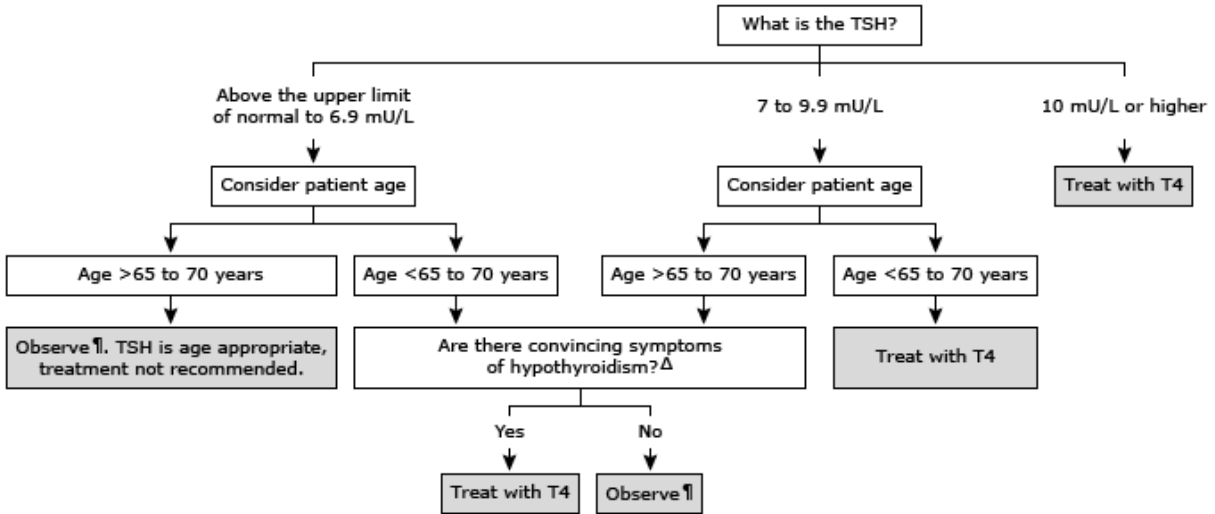 What is the TSH?
Above the upper limit
of normal to 6.9 mU/L
7 to 9.9 mU/L
10 mU/L or higher
Consider patient age
Consider patient age
Treat with T4
Age >65 to 70 years
Age <65 to 70 years
Age >65 to 70 years
Age <65 to 70 years
Observe¶. TSH is age appropriate,
treatment not recommended.
Are there convincing symptoms
of hypothyroidism?Δ
Treat with T4
Yes
No
Treat with T4
Observe¶